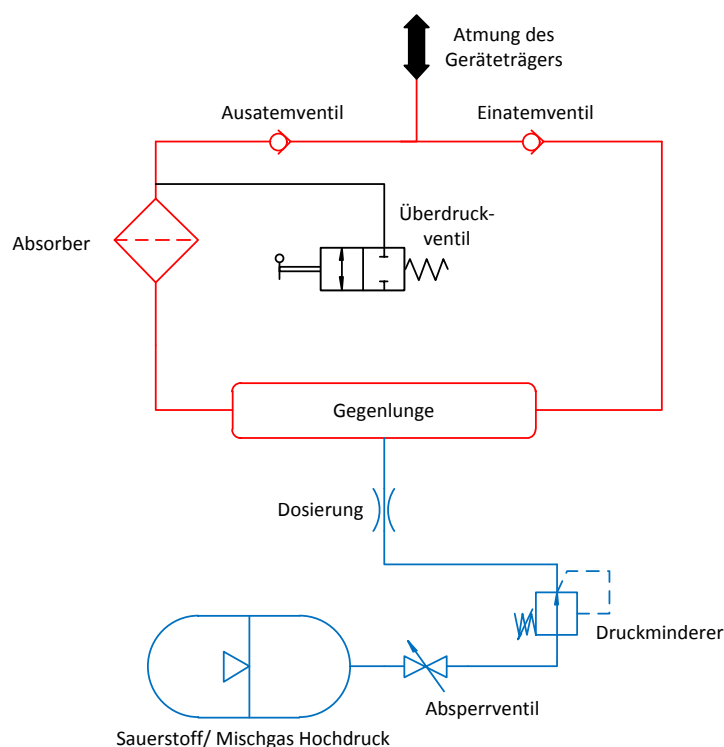 Atmung des
Geräteträgers
Ausatemventil
Einatemventil
Überdruck-
ventil
Absorber
Gegenlunge
Dosierung
Druckminderer
Absperrventil
Sauerstoff/ Mischgas Hochdruck